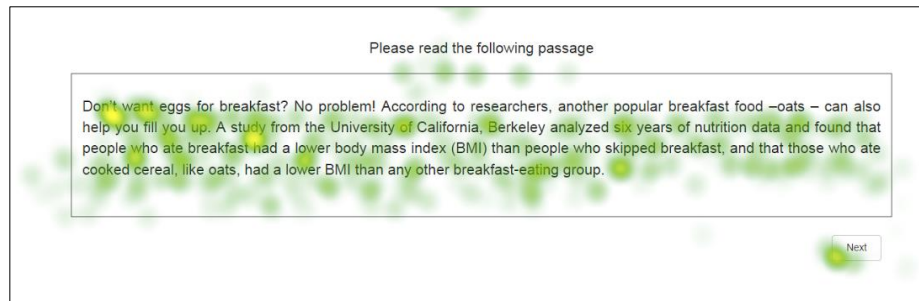 Please read the following passage
Don't want eggs for breakfast? No problem! According to researchers, another popular breakfast food –oats – can also
help you fill you up. A study from the University of California, Berkeley analyzed six years of nutrition data and found that
people who ate breakfast had a lower body mass index (BMI) than people who skipped breakfast, and that those who ate
cooked cereal, like oats, had a lower BMI than any other breakfast-eating group.
Next